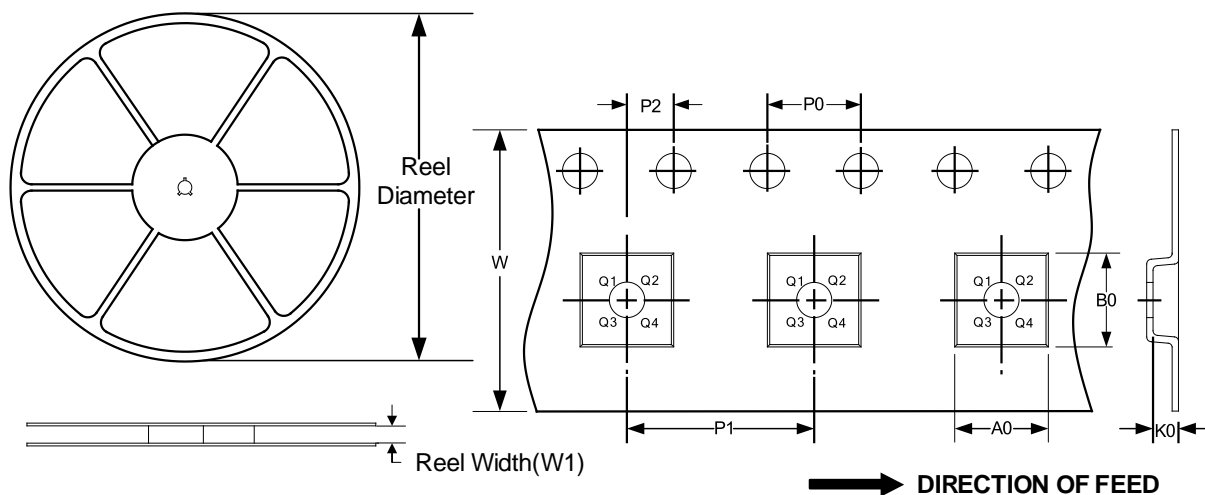 Reel
Diameter
Reel Width(W1)
P2
P0
W
Q1 Q2
Q3 Q4
Q1 Q2
Q3 Q4
Q1 Q2
Q3 Q4
B0
P1
A0
K0
DIRECTION OF FEED